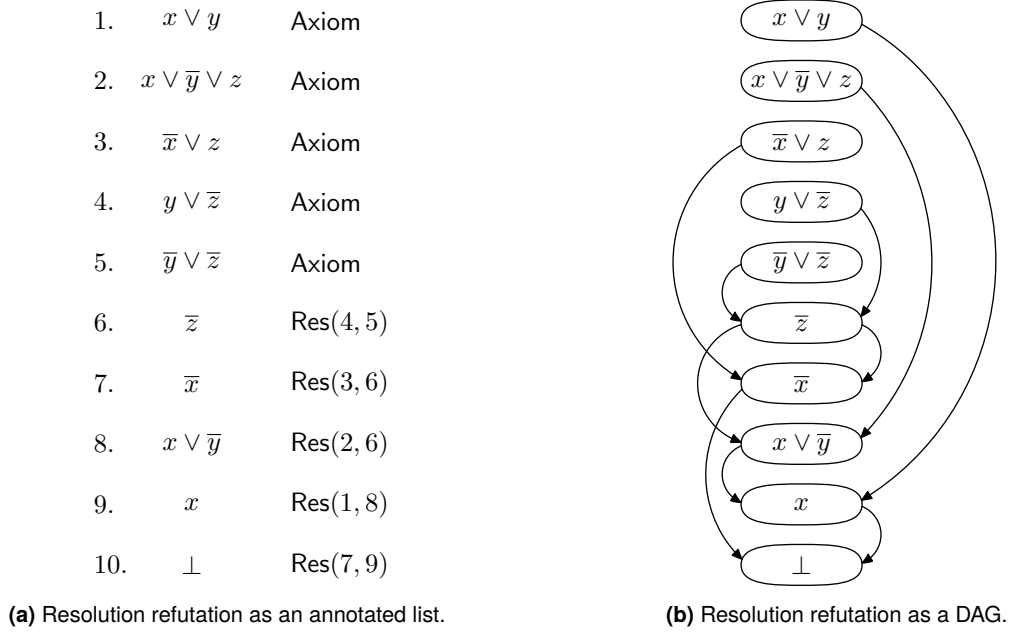 1. x ∨ y Axiom x ∨ y
2. x ∨ y̅ ∨ z Axiom x ∨ y̅ ∨ z
3. x̅ ∨ z Axiom x̅ ∨ z
4. y ∨ z̅ Axiom y ∨ z̅
5. y̅ ∨ z̅ Axiom y̅ ∨ z̅
6. z̅ Res(4, 5) z̅
7. x̅ Res(3, 6) x̅
8. x ∨ y̅ Res(2, 6) x ∨ y̅
9. x Res(1, 8) x
10. ⊥ Res(7, 9) ⊥
(a) Resolution refutation as an annotated list. (b) Resolution refutation as a DAG.